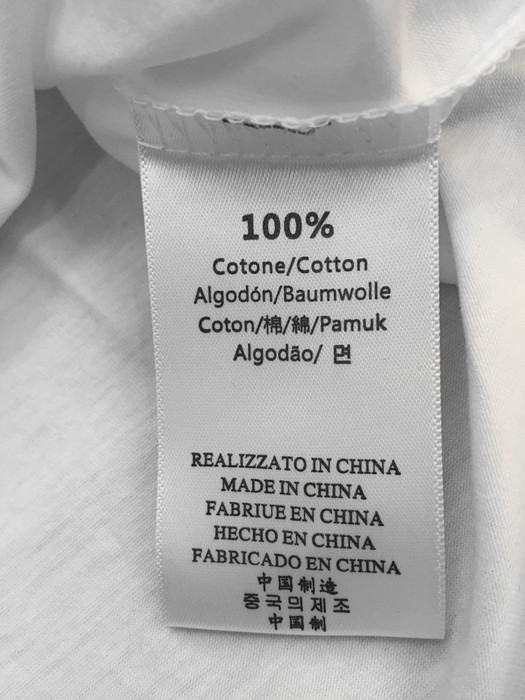 100%
Cotone/Cotton
Algodón/Baumwolle
Coton/棉/綿/Pamuk
Algodão/ 면
REALIZZATO IN CHINA
MADE IN CHINA
FABRIUE EN CHINA
HECHO EN CHINA
FABRICADO EN CHINA
中国制造
중국의제조
中国制